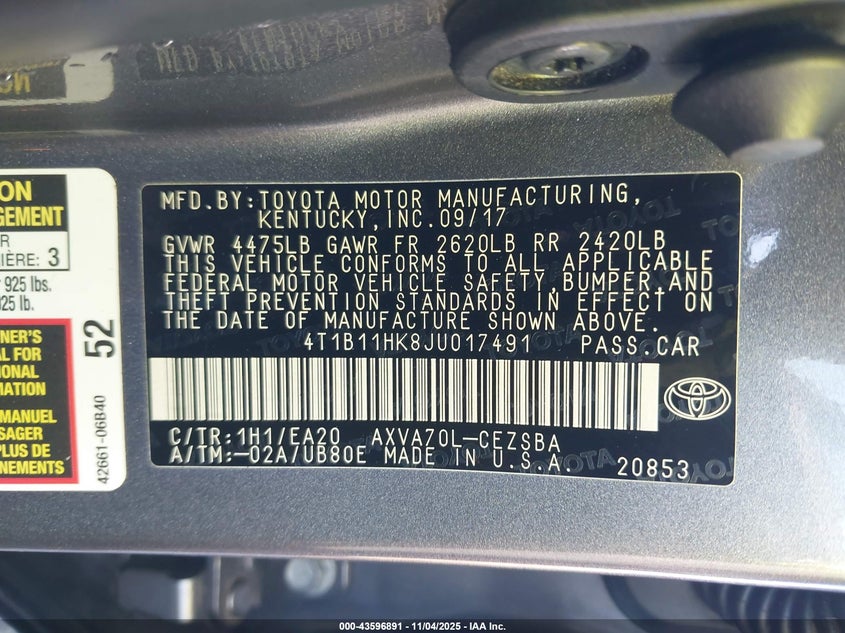 ON
GEMENT
R
IÈRE: 3
925 lbs.
925 lb.
NER'S
AL FOR
IONAL
RMATION
MANUEL
SAGER
PLUS DE
NEMENTS
52
42661-06B40
MFD.BY:TOYOTA MOTOR MANUFACTURING,
KENTUCKY,INC.09/17
GVWR 4475LB GAWR FR 2620LB RR 2420LB
THIS VEHICLE CONFORMS TO ALL APPLICABLE
FEDERAL MOTOR VEHICLE SAFETY,BUMPER,AND
THEFT PREVENTION STANDARDS IN EFFECT ON
THE DATE OF MANUFACTURE SHOWN ABOVE.
4T1B11HK8JU017491 PASS.CAR
C/TR:1H1/EA20 AXVA70L-CEZSBA
A/TM:-02A/UB80E MADE IN U.S.A. 20853
TOYOTA
000-43596891 - 11/04/2025 - IAA Inc.